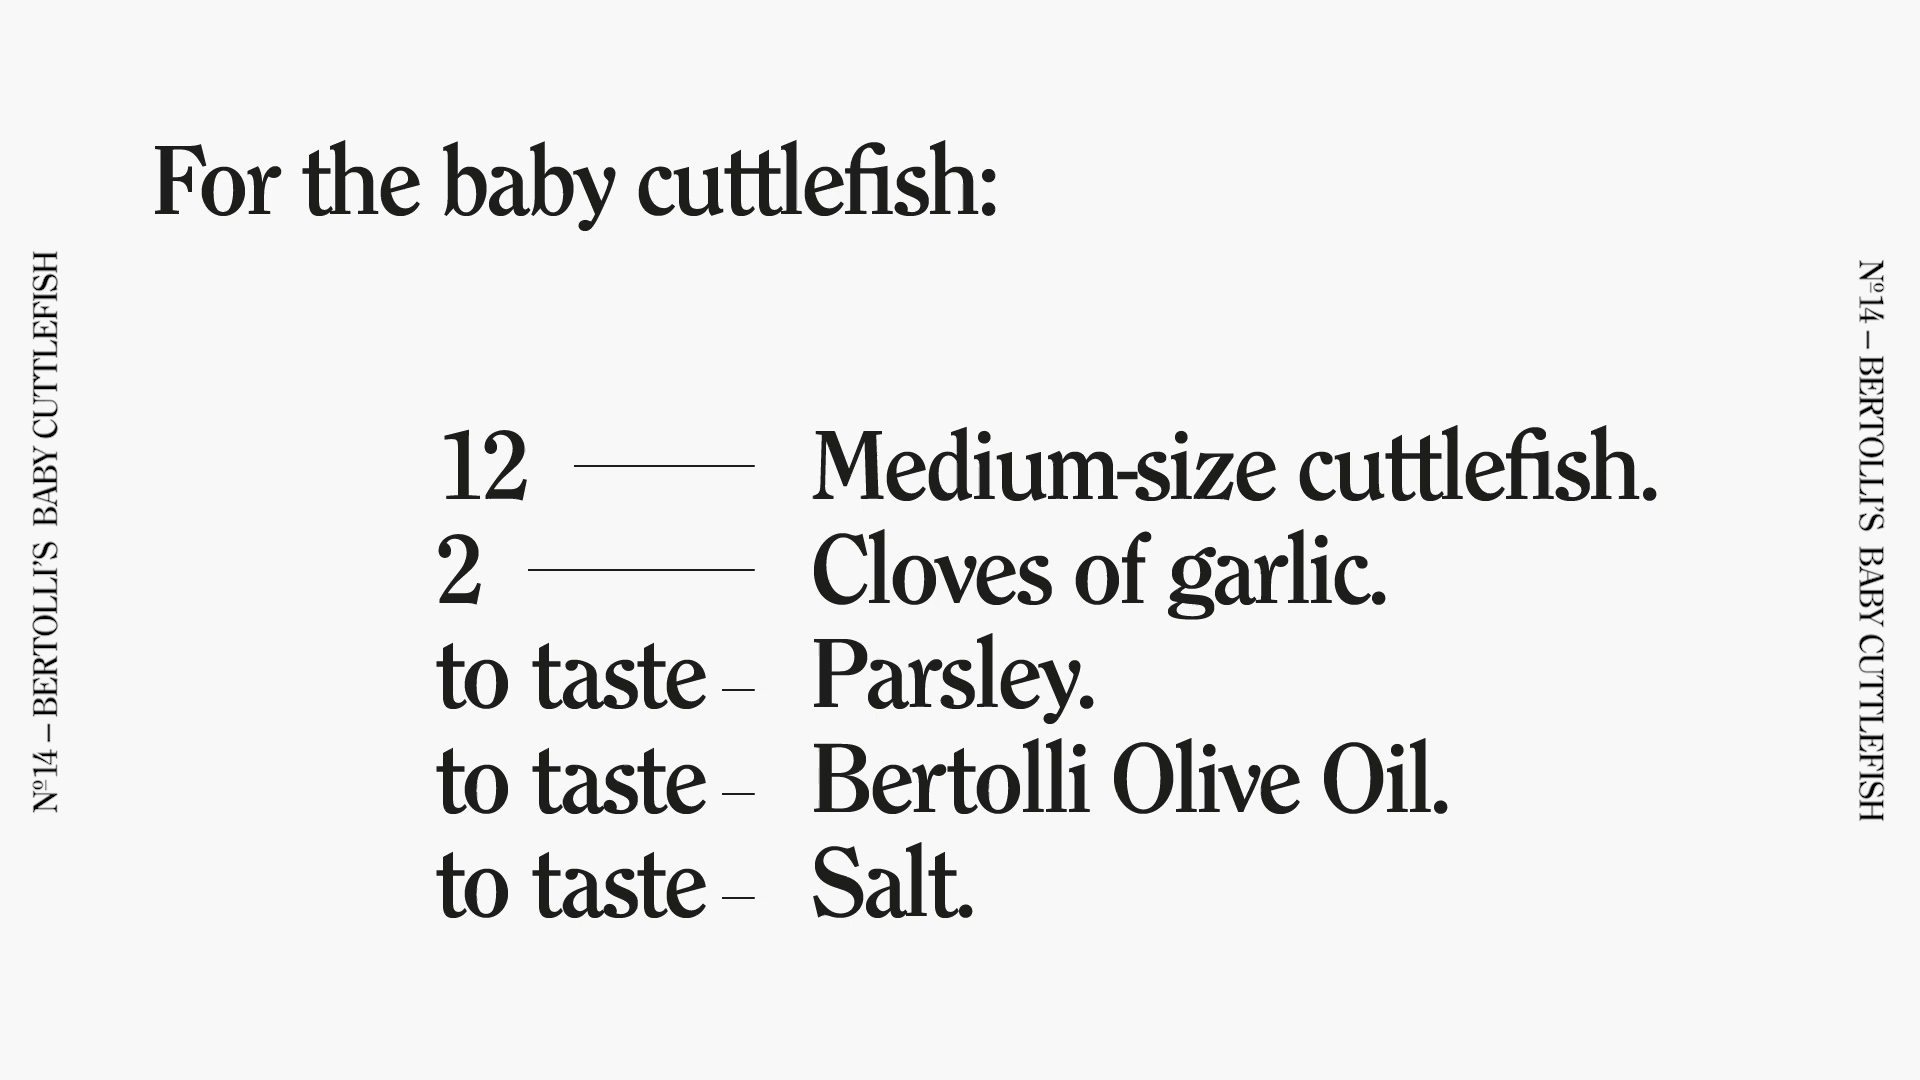 For the baby cuttlefish:
12 — Medium-size cuttlefish.
2 — Cloves of garlic.
to taste — Parsley.
to taste — Bertolli Olive Oil.
to taste — Salt.
Nº14 – BERTOLLI'S BABY CUTTLEFISH
Nº14 – BERTOLLI'S BABY CUTTLEFISH